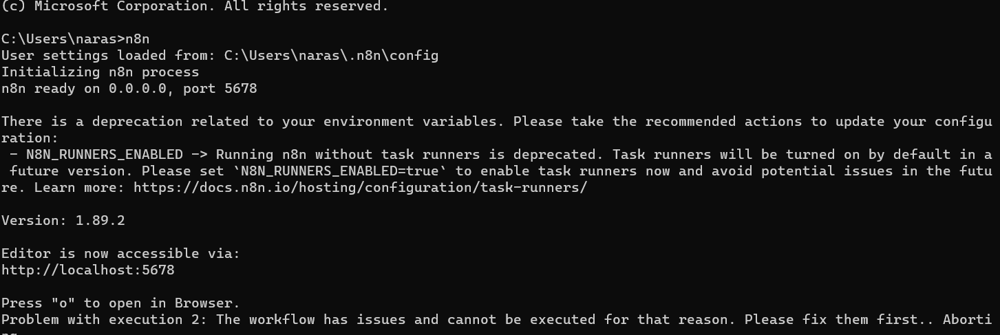 (c) Microsoft Corporation. All rights reserved.
C:\Users\naras>n8n
User settings loaded from: C:\Users\naras\.n8n\config
Initializing n8n process
n8n ready on 0.0.0.0, port 5678
There is a deprecation related to your environment variables. Please take the recommended actions to update your configu
ration:
 - N8N_RUNNERS_ENABLED -> Running n8n without task runners is deprecated. Task runners will be turned on by default in a
 future version. Please set `N8N_RUNNERS_ENABLED=true` to enable task runners now and avoid potential issues in the futu
re. Learn more: https://docs.n8n.io/hosting/configuration/task-runners/
Version: 1.89.2
Editor is now accessible via:
http://localhost:5678
Press "o" to open in Browser.
Problem with execution 2: The workflow has issues and cannot be executed for that reason. Please fix them first.. Aborti
ng